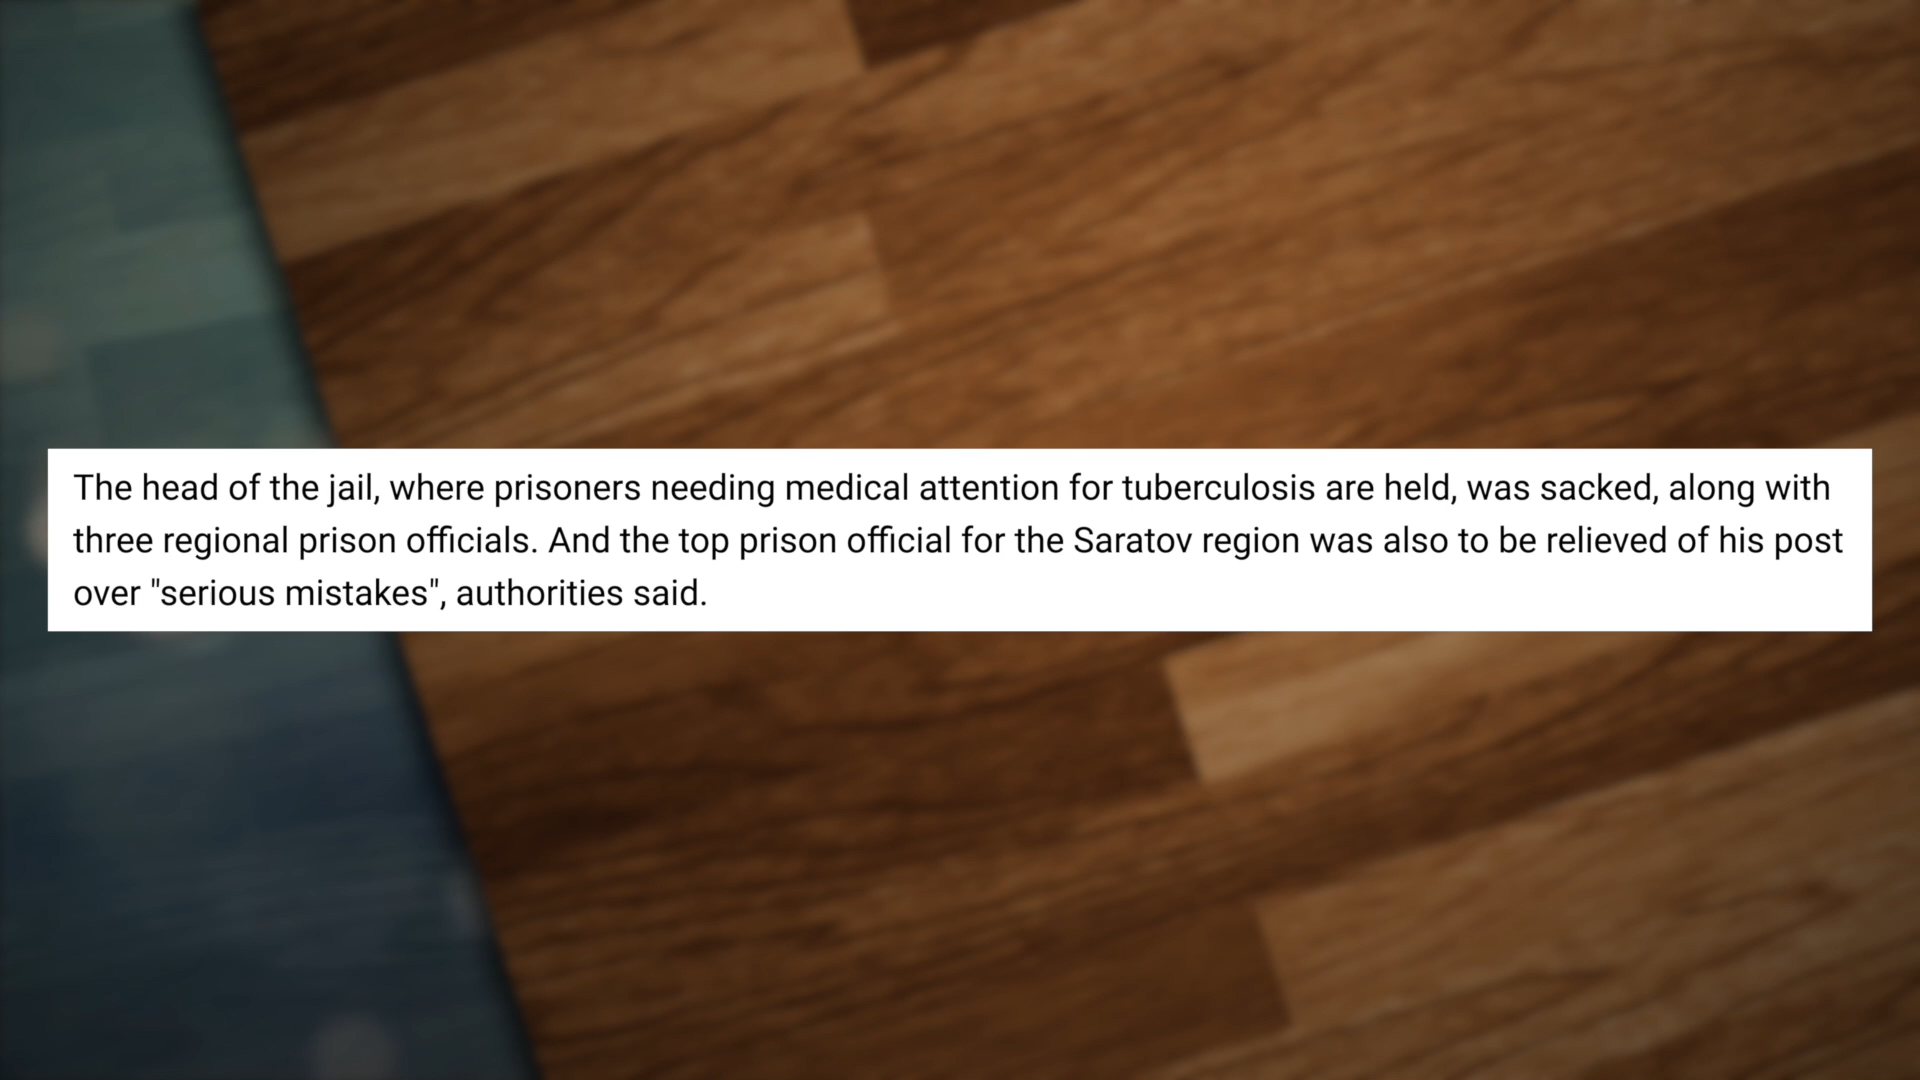 The head of the jail, where prisoners needing medical attention for tuberculosis are held, was sacked, along with
three regional prison officials. And the top prison official for the Saratov region was also to be relieved of his post
over "serious mistakes", authorities said.